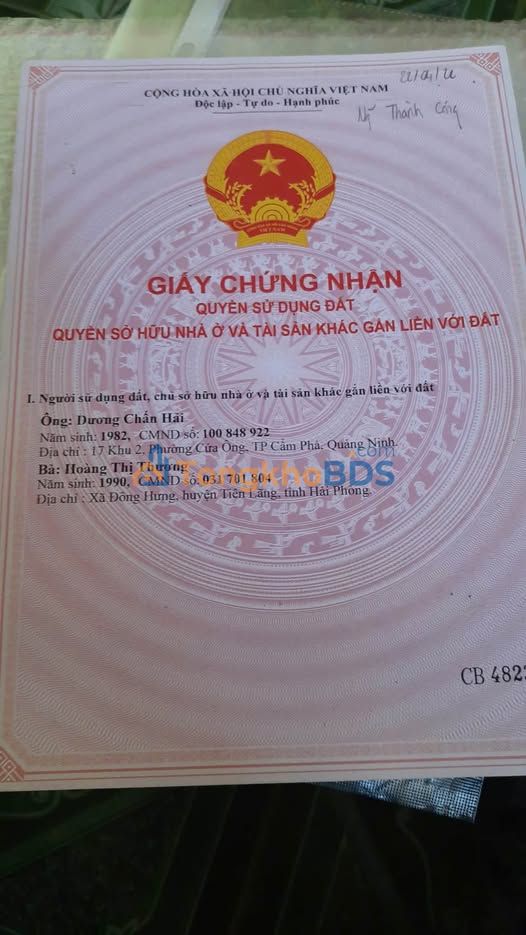 CỘNG HÒA XÃ HỘI CHỦ NGHĨA VIỆT NAM
Độc lập - Tự do - Hạnh phúc
Thành Công
GIẤY CHỨNG NHẬN
QUYỀN SỬ DỤNG ĐẤT
QUYỀN SỞ HỮU NHÀ Ở VÀ TÀI SẢN KHÁC GẮN LIỀN VỚI ĐẤT
I. Người sử dụng đất, chủ sở hữu nhà ở và tài sản khác gắn liền với đất
Ông: Dương Chấn Hải
Năm sinh: 1982, CMND số: 100 848 922
Địa chỉ : 17 Khu 2, Phường Cửa Ông, TP Cẩm Phả, Quảng Ninh.
Bà: Hoàng Thị Thương
Năm sinh: 1990, CMND số: 031 701 804
Địa chỉ : Xã Đông Hưng, huyện Tiên Lãng, tỉnh Hải Phòng.
TongkhoBDS.com
CB 482